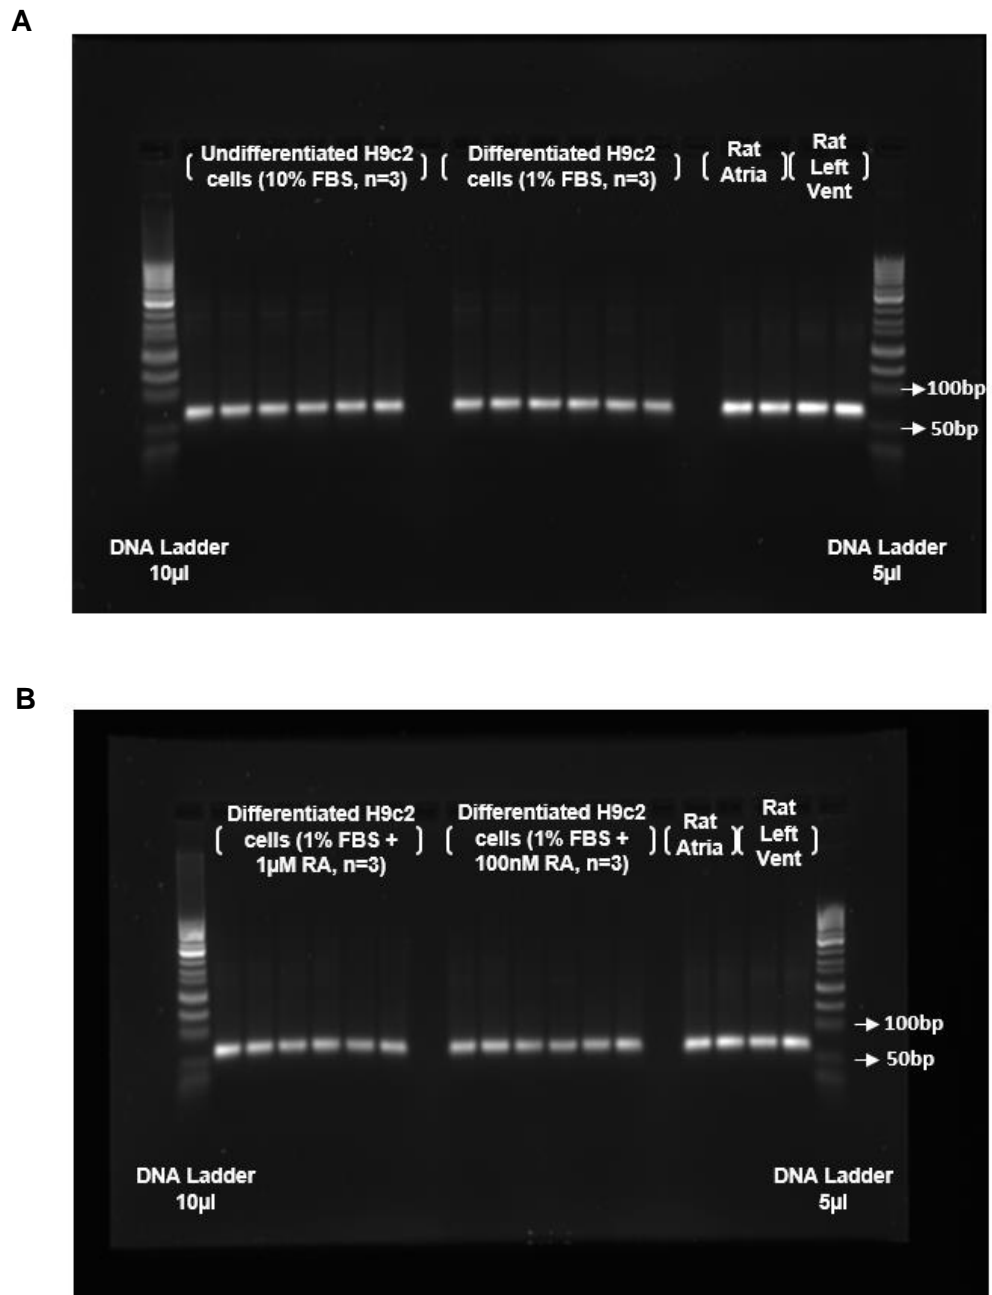 A
Undifferentiated H9c2
cells (10% FBS, n=3)
Differentiated H9c2
cells (1% FBS, n=3)
Rat
Atria
Rat
Left
Vent
100bp
50bp
DNA Ladder
10µl
DNA Ladder
5µl
B
Differentiated H9c2
cells (1% FBS +
1µM RA, n=3)
Differentiated H9c2
cells (1% FBS +
100nM RA, n=3)
Rat
Atria
Rat
Left
Vent
100bp
50bp
DNA Ladder
10µl
DNA Ladder
5µl